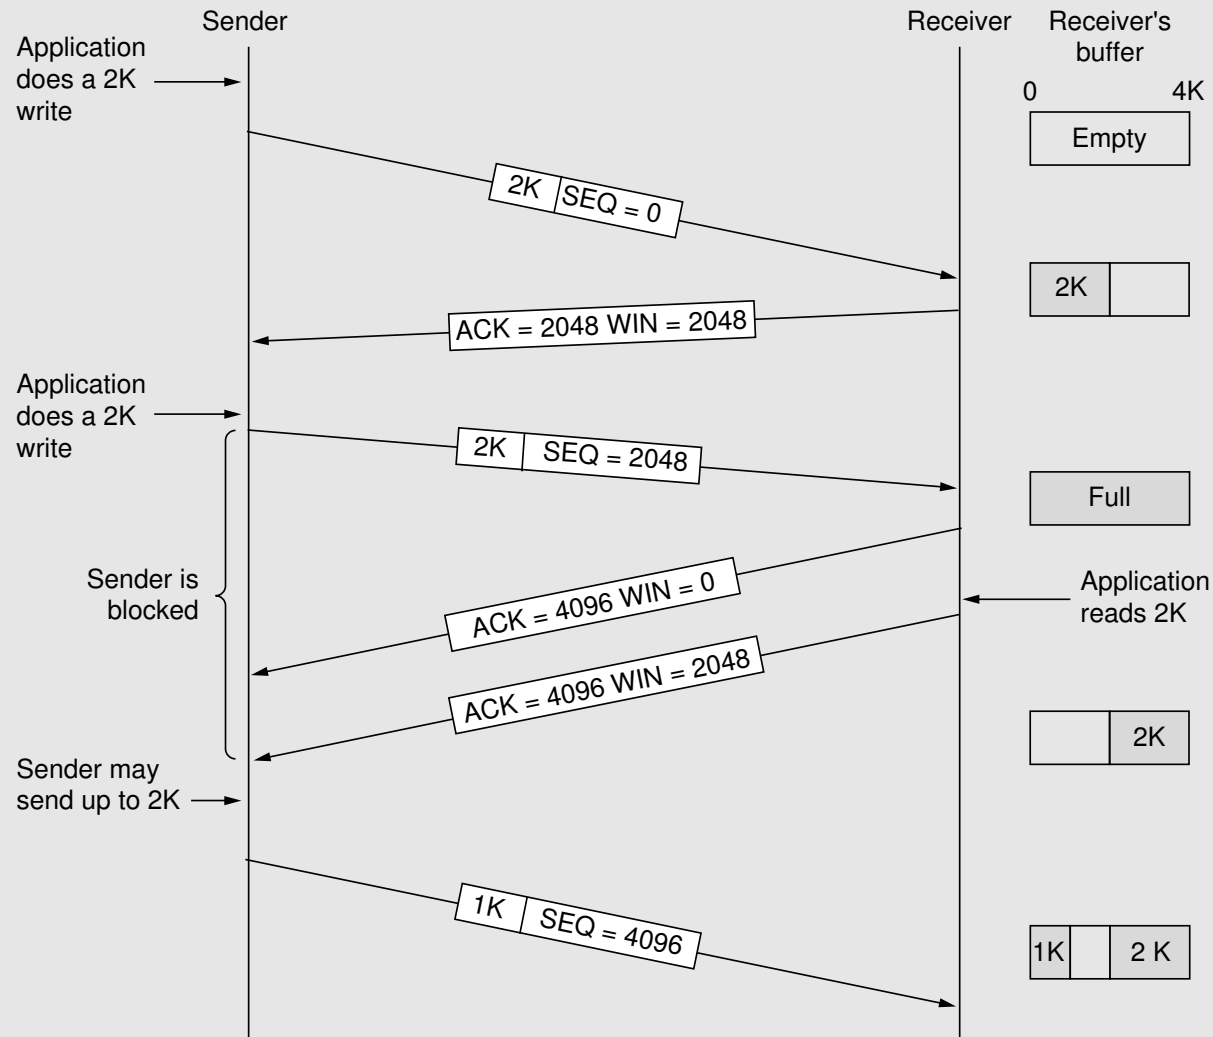 Sender
Receiver
Receiver's
buffer
Application
does a 2K
write
0
4K
Empty
2K
SEQ = 0
2K
ACK = 2048 WIN = 2048
Application
does a 2K
write
2K
SEQ = 2048
Full
Sender is
blocked
ACK = 4096 WIN = 0
Application
reads 2K
ACK = 4096 WIN = 2048
2K
Sender may
send up to 2K
1K
SEQ = 4096
1K
2 K